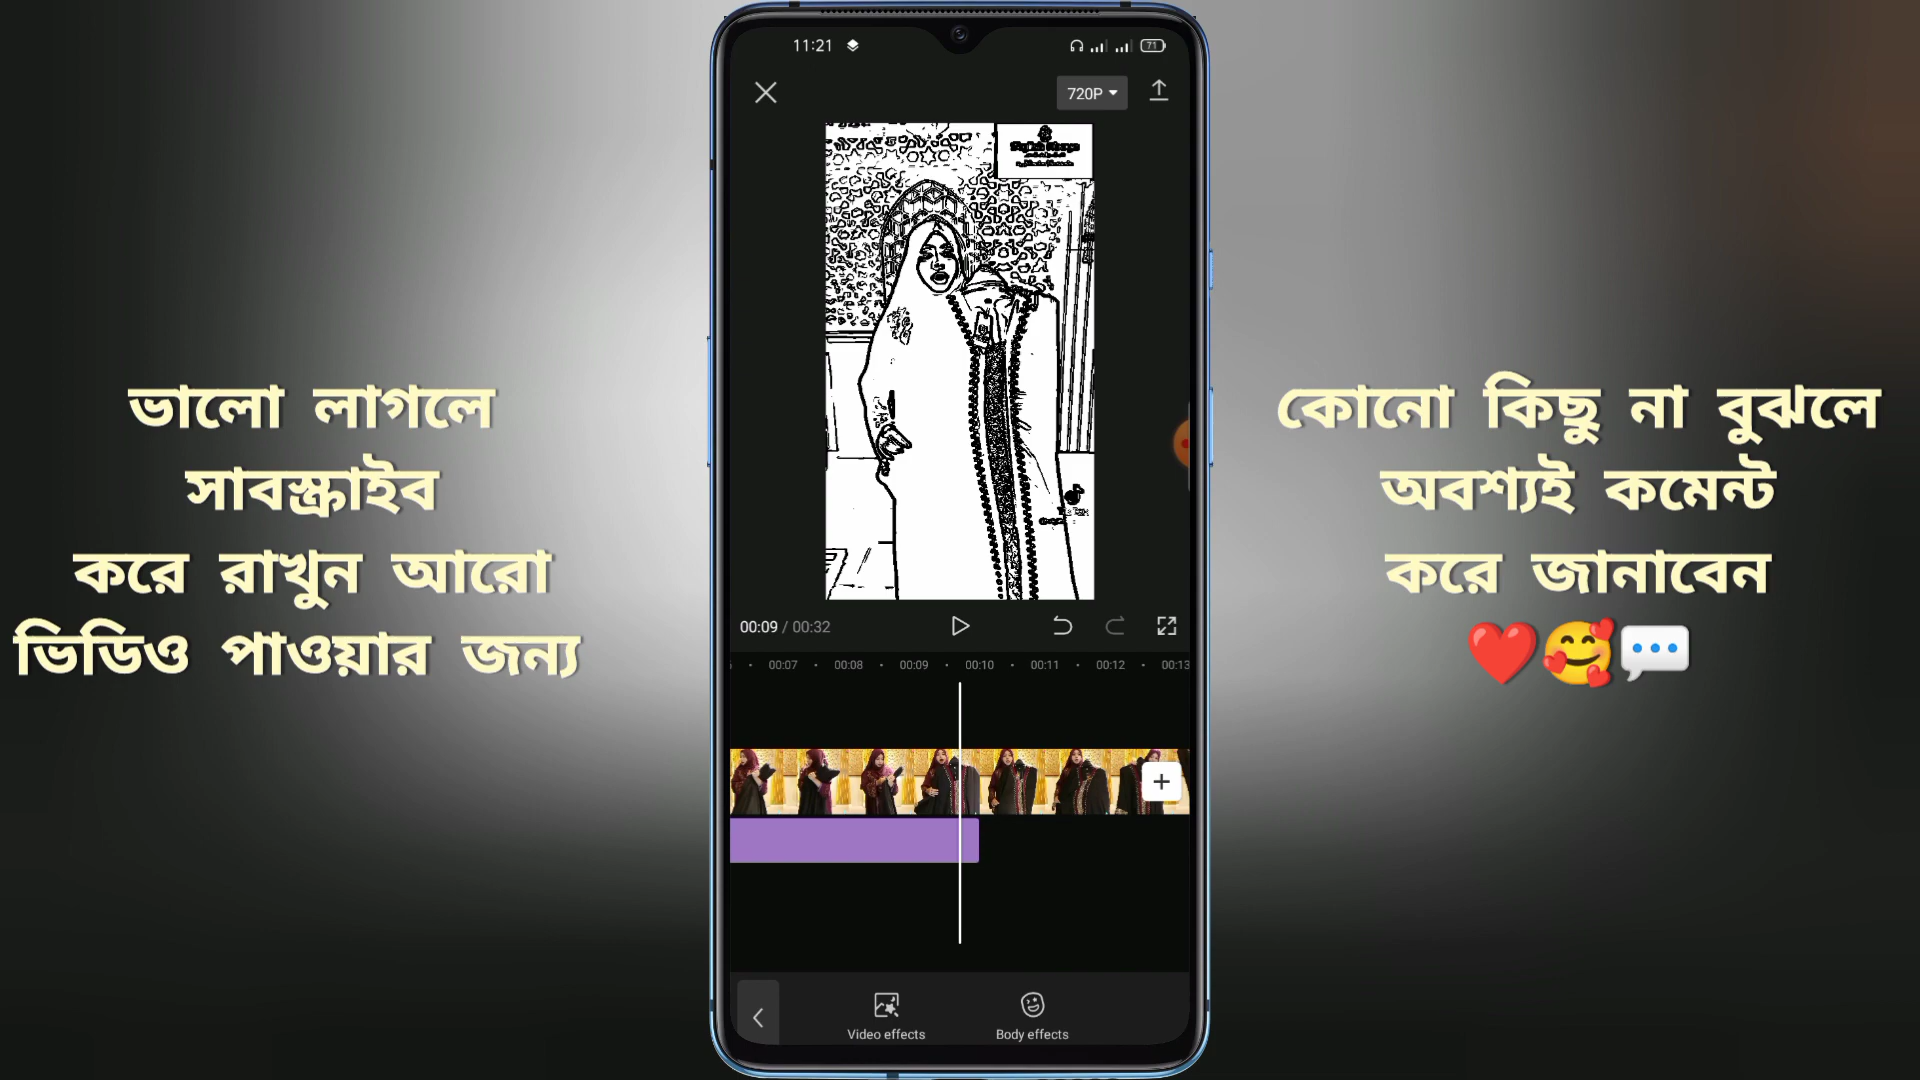 11:21
71
720P
ভালো লাগলে
সাবস্ক্রাইব
করে রাখুন আরো
ভিডিও পাওয়ার জন্য
কোনো কিছু না বুঝলে
অবশ্যই কমেন্ট
করে জানাবেন
❤️🥰💬
00:09 / 00:32
00:07 00:08 00:09 00:10 00:11 00:12 00:13
+
Video effects Body effects